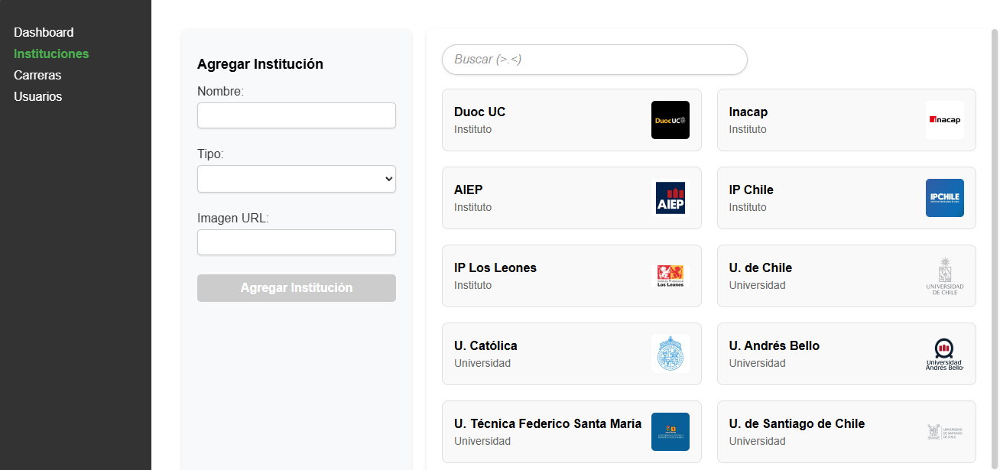 Dashboard
Instituciones
Carreras
Usuarios
Agregar Institución
Nombre:
Tipo:
Imagen URL:
Agregar Institución
Buscar (>.<)
Duoc UC
Instituto
DuocUC
Inacap
Instituto
inacap
AIEP
Instituto
AIEP
IP Chile
Instituto
IPCHILE
IP Los Leones
Instituto
Instituto Profesional
Los Leones
U. de Chile
Universidad
UNIVERSIDAD
DE CHILE
U. Católica
Universidad
U. Andrés Bello
Universidad
Universidad
Andrés Bello
U. Técnica Federico Santa María
Universidad
U. de Santiago de Chile
Universidad
UNIVERSIDAD
DE SANTIAGO
DE CHILE